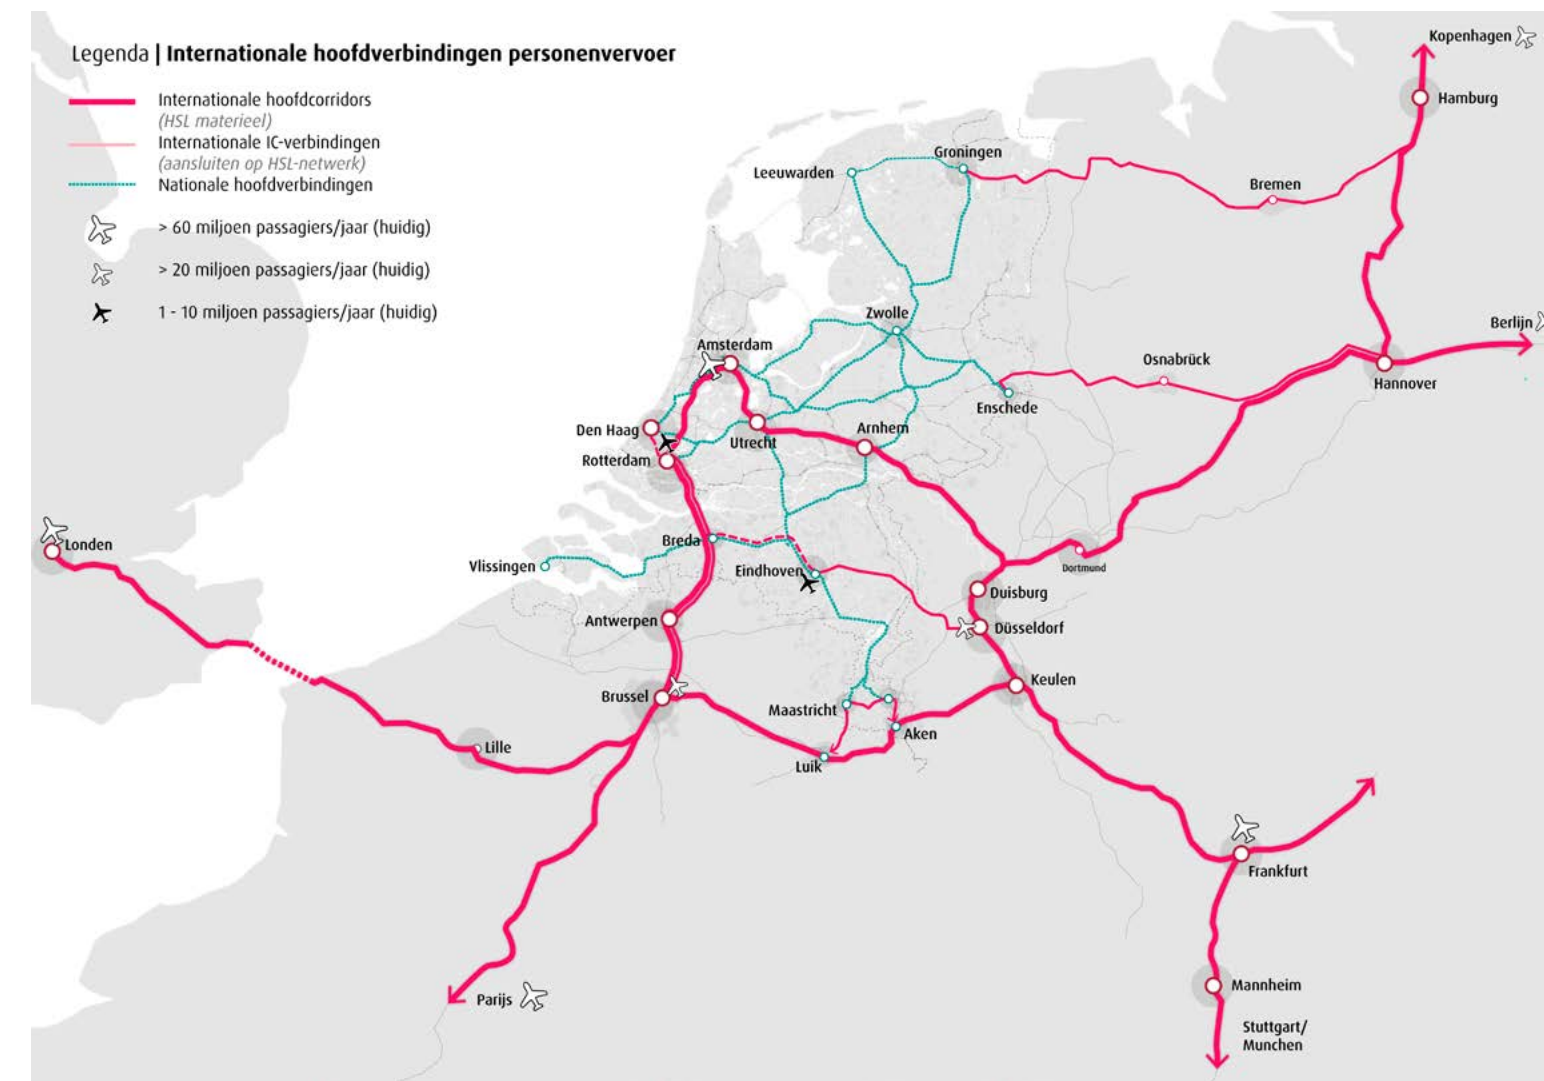 Legenda | Internationale hoofdverbindingen personenvervoer
Internationale hoofdcorridors
(HSL materieel)
Internationale IC-verbindingen
(aansluiten op HSL-netwerk)
Nationale hoofdverbindingen
> 60 miljoen passagiers/jaar (huidig)
> 20 miljoen passagiers/jaar (huidig)
1 - 10 miljoen passagiers/jaar (huidig)
Kopenhagen
Hamburg
Groningen
Leeuwarden
Bremen
Zwolle
Berlijn
Amsterdam
Osnabrück
Hannover
Enschede
Den Haag
Utrecht
Arnhem
Rotterdam
Londen
Breda
Vlissingen
Eindhoven
Dortmund
Duisburg
Antwerpen
Düsseldorf
Keulen
Brussel
Maastricht
Aken
Lille
Luik
Frankfurt
Mannheim
Parijs
Stuttgart/
Munchen